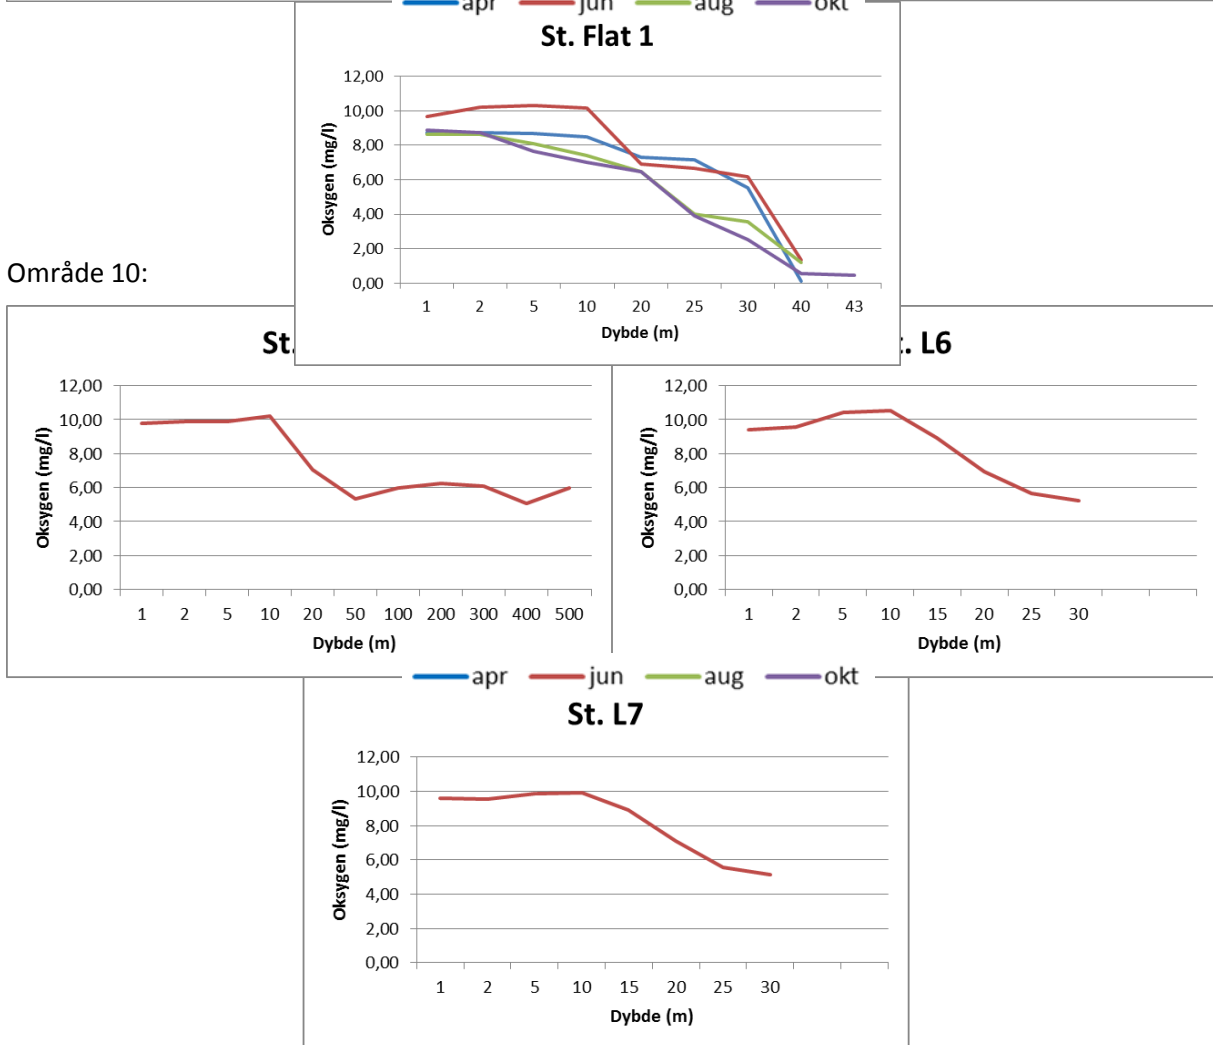 apr jun aug okt
St. Flat 1
12,00
10,00
8,00
6,00
4,00
2,00
0,00
Oksygen (mg/l)
1 2 5 10 20 25 30 40 43
Dybde (m)
Område 10:
St.
12,00
10,00
8,00
6,00
4,00
2,00
0,00
Oksygen (mg/l)
1 2 5 10 20 50 100 200 300 400 500
Dybde (m)
L6
12,00
10,00
8,00
6,00
4,00
2,00
0,00
Oksygen (mg/l)
1 2 5 10 15 20 25 30
Dybde (m)
apr jun aug okt
St. L7
12,00
10,00
8,00
6,00
4,00
2,00
0,00
Oksygen (mg/l)
1 2 5 10 15 20 25 30
Dybde (m)